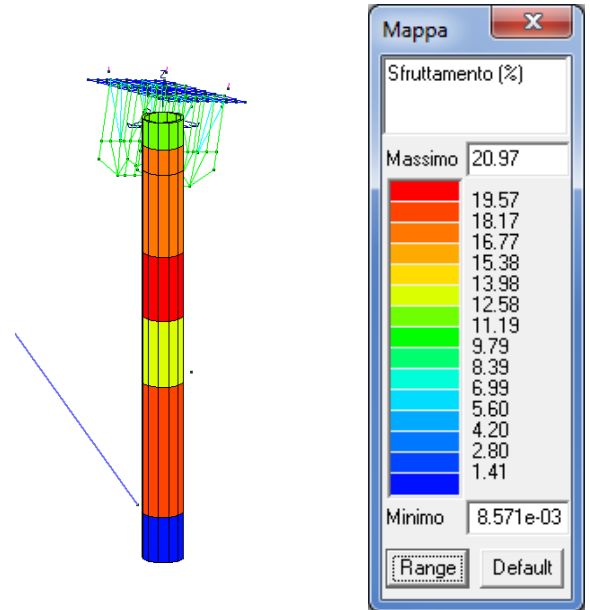 Mappa
Sfruttamento (%)
Massimo 20.97
19.57
18.17
16.77
15.38
13.98
12.58
11.19
9.79
8.39
6.99
5.60
4.20
2.80
1.41
Minimo 8.571e-03
Range Default
Z